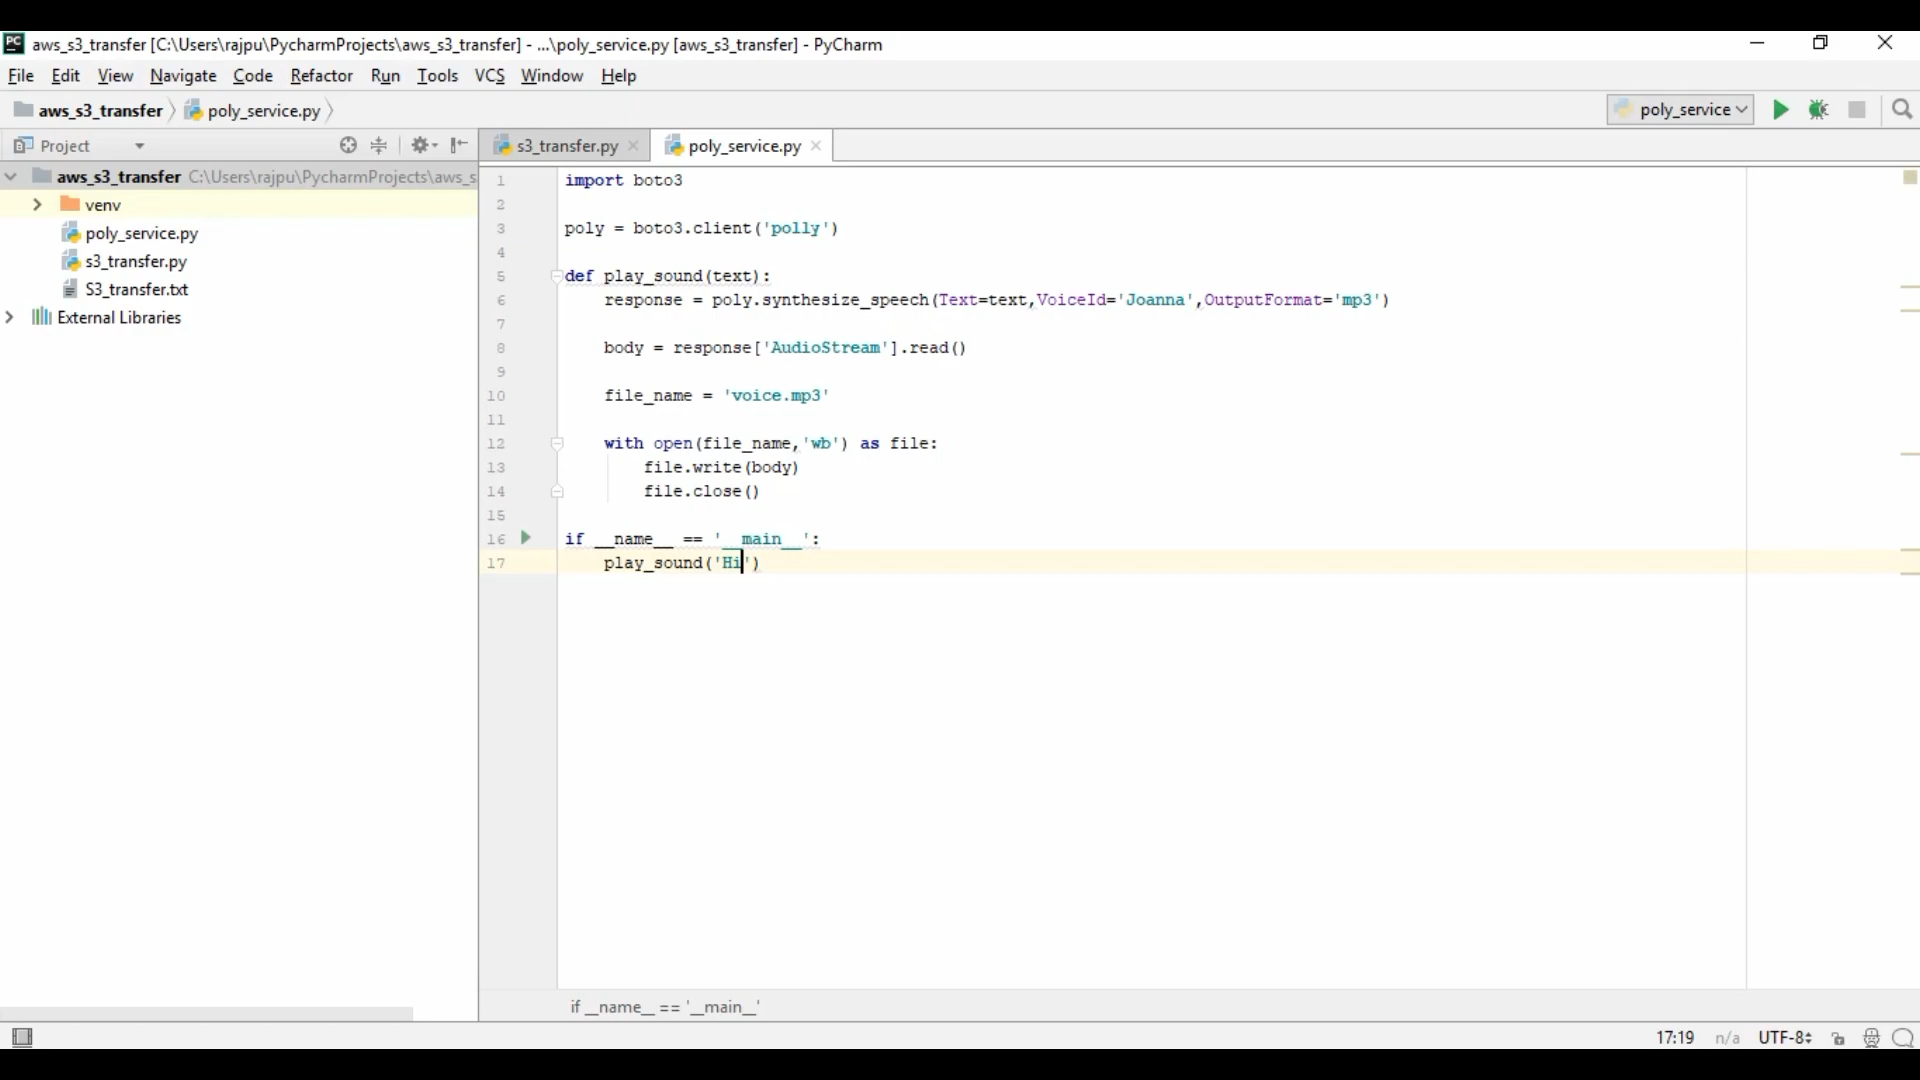 PC aws_s3_transfer [C:\Users\rajpu\PycharmProjects\aws_s3_transfer] - ...\poly_service.py [aws_s3_transfer] - PyCharm
File Edit View Navigate Code Refactor Run Tools VCS Window Help
aws_s3_transfer poly_service.py poly_service
Project s3_transfer.py poly_service.py
aws_s3_transfer C:\Users\rajpu\PycharmProjects\aws_s
venv
poly_service.py
s3_transfer.py
S3_transfer.txt
External Libraries
1 import boto3
2
3 poly = boto3.client('polly')
4
5 def play_sound(text):
6 response = poly.synthesize_speech(Text=text,VoiceId='Joanna',OutputFormat='mp3')
7
8 body = response['AudioStream'].read()
9
10 file_name = 'voice.mp3'
11
12 with open(file_name,'wb') as file:
13 file.write(body)
14 file.close()
15
16 if __name__ == '__main__':
17 play_sound('Hi')
if __name__ == '__main__'
17:19 n/a UTF-8